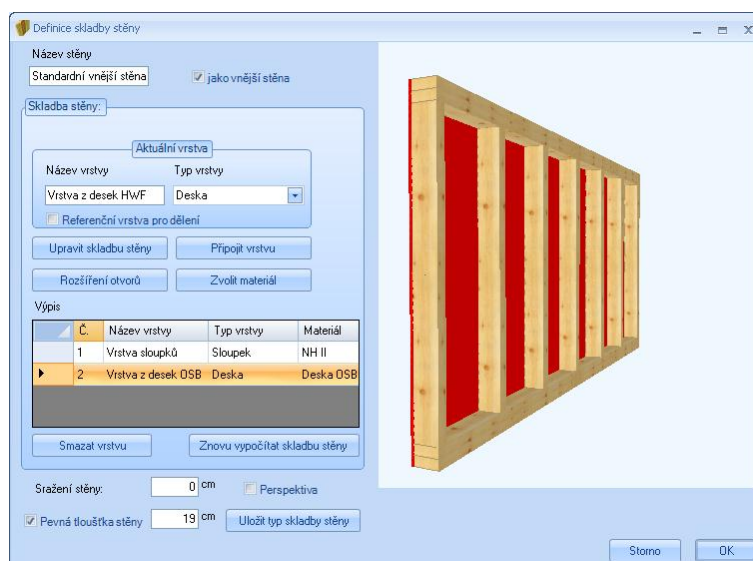 Definice skladby stěny
Název stěny
Standardní vnější stěna
jako vnější stěna
Skladba stěny:
Aktuální vrstva
Název vrstvy Typ vrstvy
Vrstva z desek HWF Deska
Referenční vrstva pro dělení
Upravit skladbu stěny Připojit vrstvu
Rozšíření otvorů Zvolit materiál
Výpis
Č. Název vrstvy Typ vrstvy Materiál
1 Vrstva sloupků Sloupek NH II
2 Vrstva z desek OSB Deska Deska OSB
Smazat vrstvu Znovu vypočítat skladbu stěny
Sražení stěny: 0 cm Perspektiva
Pevná tloušťka stěny 19 cm Uložit typ skladby stěny
Storno OK